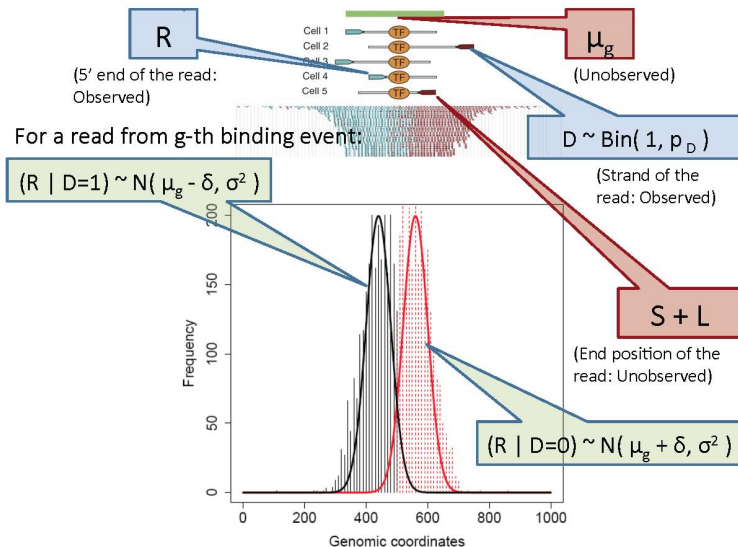 R
(5' end of the read:
Observed)
Cell 1
Cell 2
Cell 3
Cell 4
Cell 5
TF
TF
TF
TF
TF
μg
(Unobserved)
D ~ Bin( 1, pD )
(Strand of the
read: Observed)
For a read from g-th binding event:
(R | D=1) ~ N( μg - δ, σ² )
S + L
(End position of the
read: Unobserved)
(R | D=0) ~ N( μg + δ, σ² )
Frequency
200
150
100
50
0
0 200 400 600 800 1000
Genomic coordinates